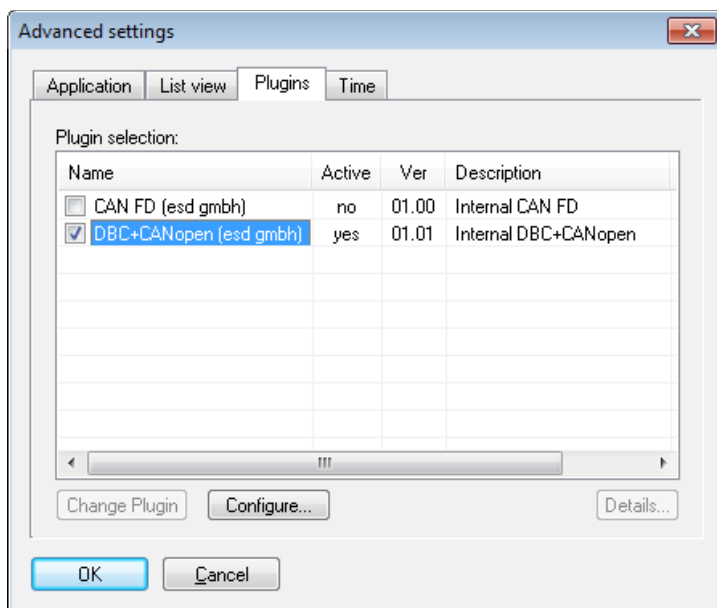 Advanced settings
Application List view Plugins Time
Plugin selection:
Name Active Ver Description
CAN FD (esd gmbh) no 01.00 Internal CAN FD
DBC+CANopen (esd gmbh) yes 01.01 Internal DBC+CANopen
Change Plugin Configure... Details...
OK Cancel